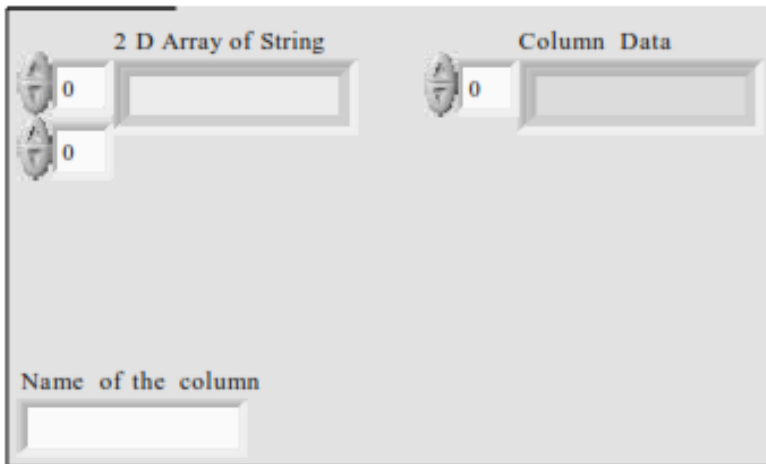 2 D Array of String
Column Data
0
0
0
Name of the column